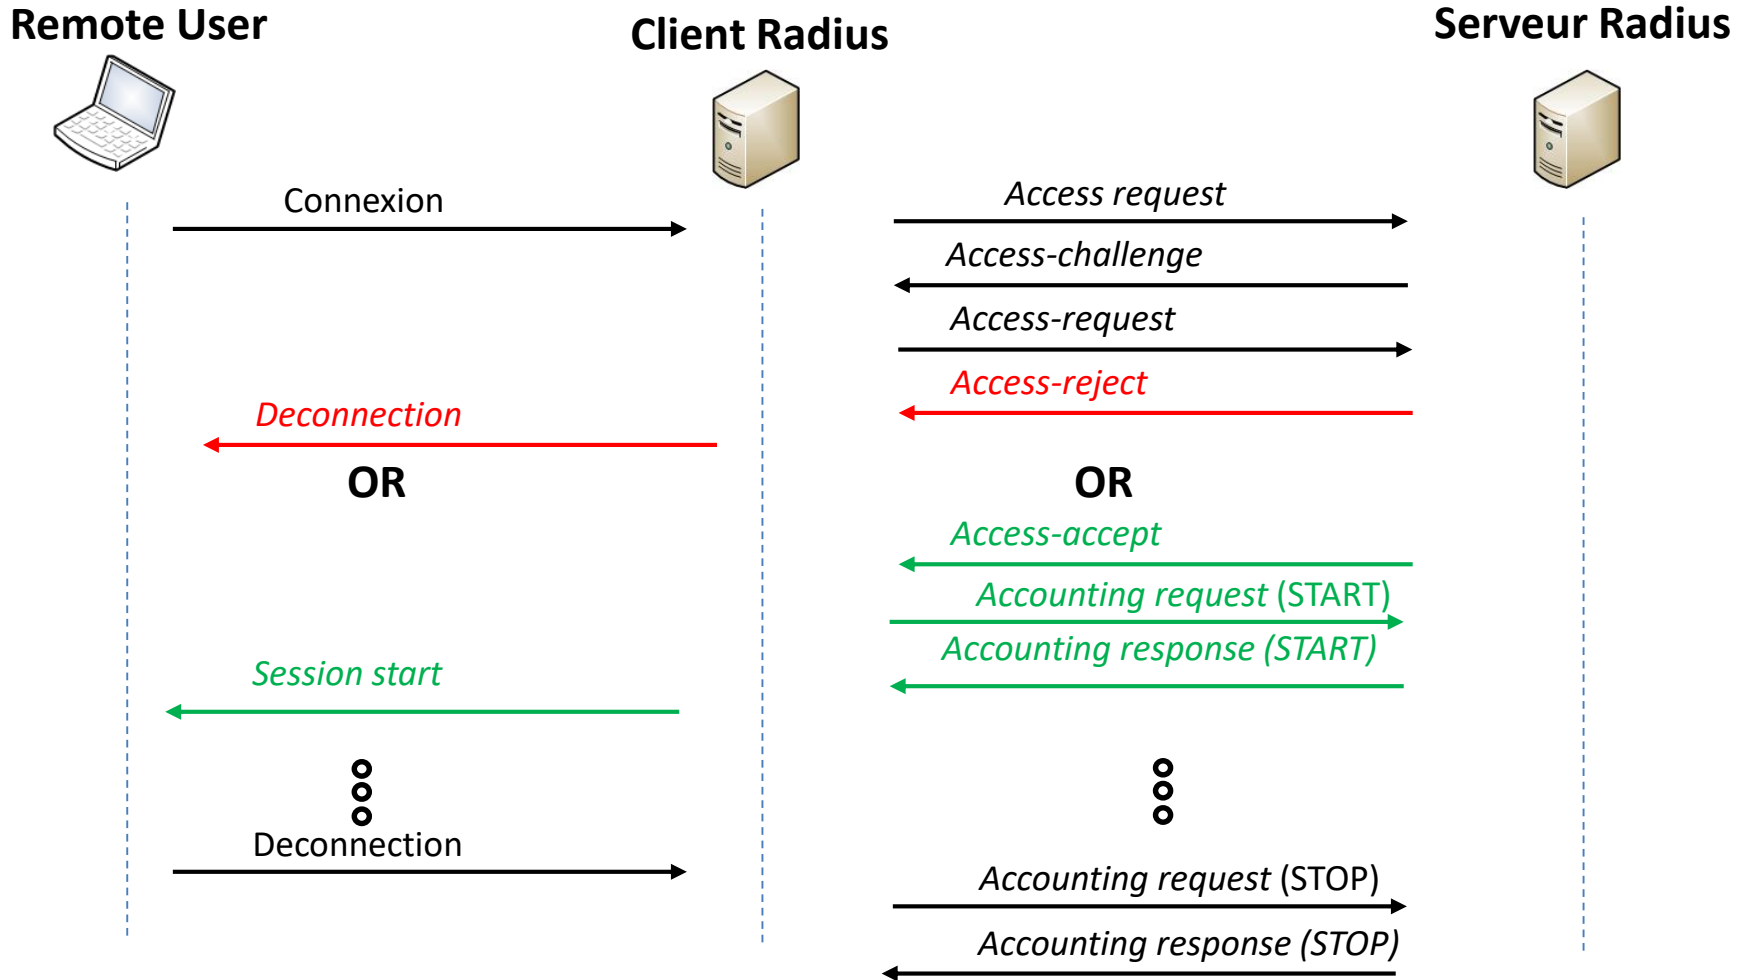 Remote User
Client Radius
Serveur Radius
Connexion
Access request
Access-challenge
Access-request
Access-reject
Deconnection
OR
OR
Access-accept
Accounting request (START)
Accounting response (START)
Session start
Deconnection
Accounting request (STOP)
Accounting response (STOP)